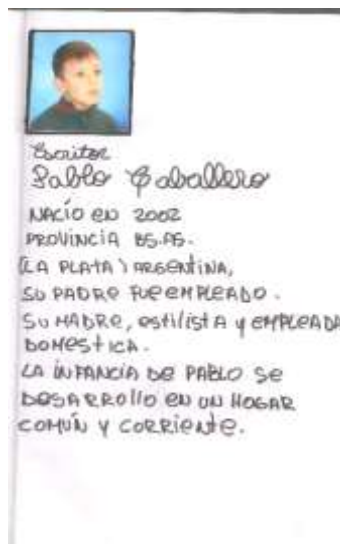 Escritor
Pablo Caballero
NACÍO EN 2002
PROVINCIA BS.AS.
(LA PLATA) ARGENTINA,
SU PADRE FUE EMPLEADO.
SU MADRE, estilistA y EMPLEADA
DOMESTICA.
LA INFANCIA DE PABLO SE
DESARROllO EN UN HOGAR
COMÚN Y CORRIENTE.